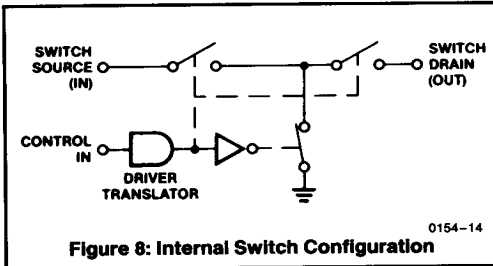 SWITCH
SOURCE
(IN)
SWITCH
DRAIN
(OUT)
CONTROL
IN
DRIVER
TRANSLATOR
0154–14
Figure 8: Internal Switch Configuration